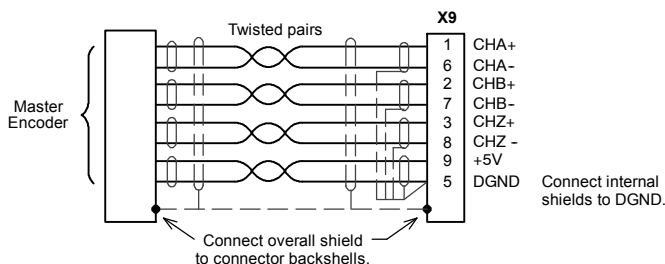 X9
Twisted pairs
1 CHA+
6 CHA-
2 CHB+
7 CHB-
3 CHZ+
8 CHZ -
9 +5V
5 DGND
Master
Encoder
Connect internal
shields to DGND.
Connect overall shield
to connector backshells.